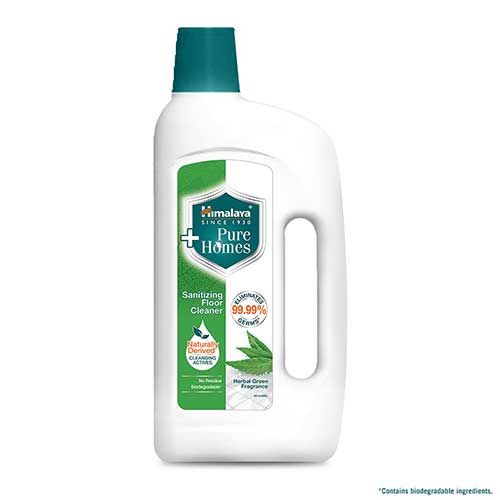 Himalaya®
SINCE 1930
Pure
Homes
Sanitizing
Floor
Cleaner
ELIMINATES
99.99%
GERMS*
Naturally
Derived
CLEANSING
ACTIVES
No Residue
Biodegradable*
Herbal Green
Fragrance
*Contains biodegradable ingredients.